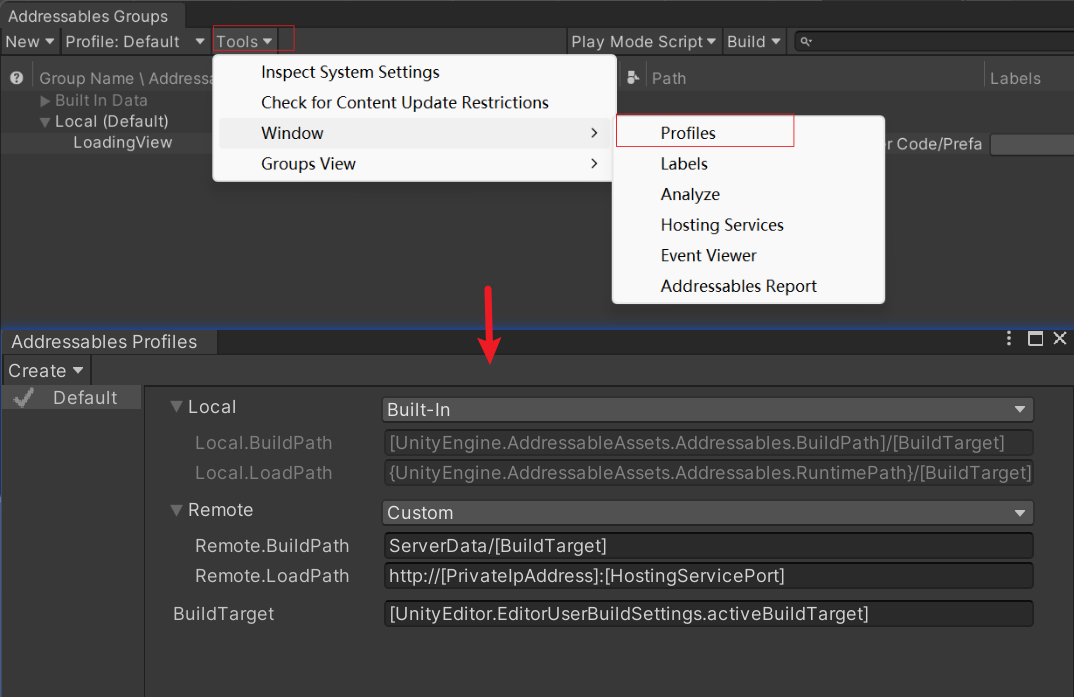 Addressables Groups
New Profile: Default Tools Play Mode Script Build
Group Name \ Addressa Path Labels
Built In Data
Local (Default)
LoadingView r Code/Prefa
Inspect System Settings
Check for Content Update Restrictions
Window
Groups View
Profiles
Labels
Analyze
Hosting Services
Event Viewer
Addressables Report
Addressables Profiles
Create
Default
Local Built-In
Local.BuildPath [UnityEngine.AddressableAssets.Addressables.BuildPath]/[BuildTarget]
Local.LoadPath {UnityEngine.AddressableAssets.Addressables.RuntimePath}/[BuildTarget]
Remote Custom
Remote.BuildPath ServerData/[BuildTarget]
Remote.LoadPath http://[PrivateIpAddress]:[HostingServicePort]
BuildTarget [UnityEditor.EditorUserBuildSettings.activeBuildTarget]